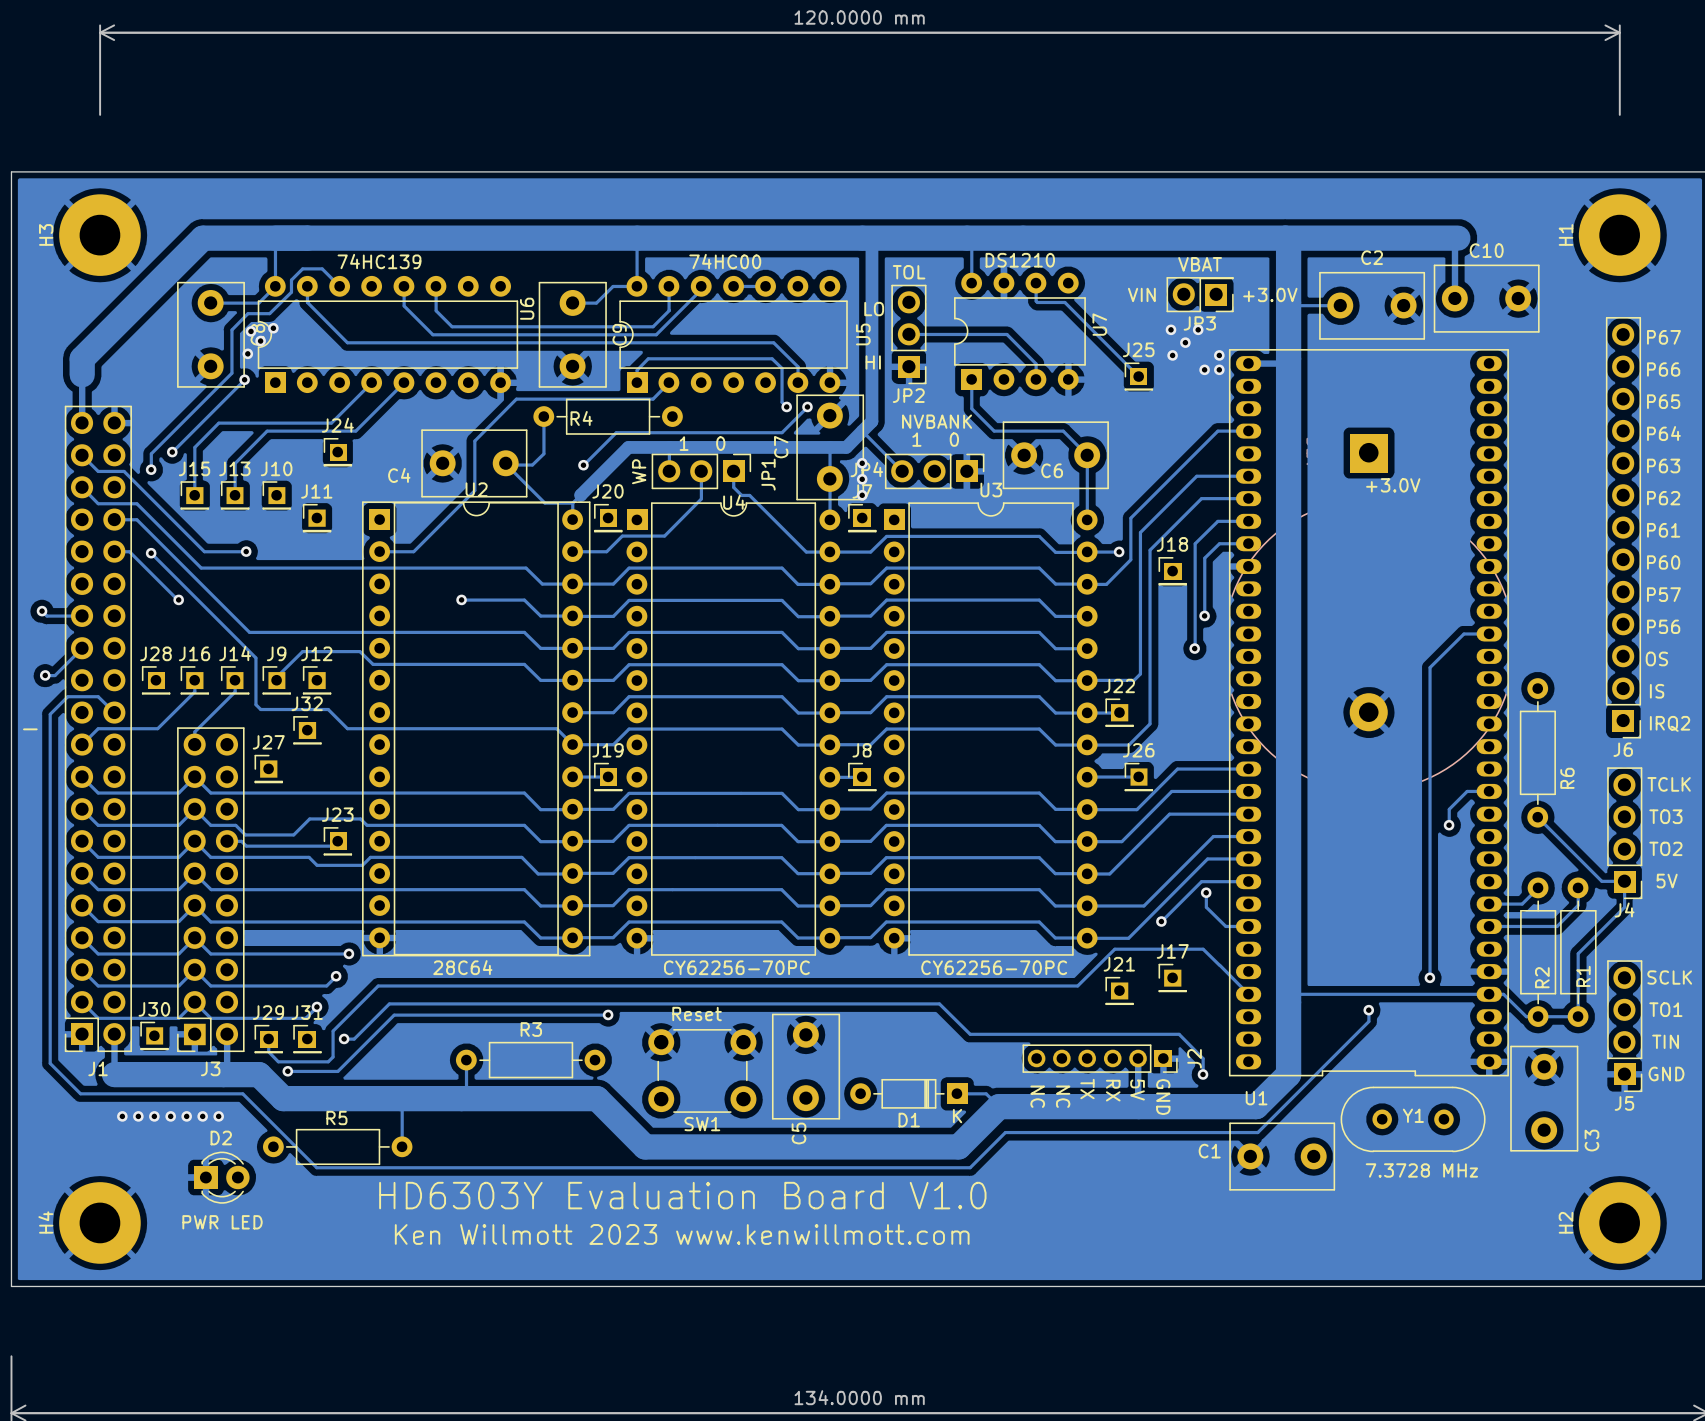 120.0000 mm
H3
H1
74HC139
74HC00
DS1210
TOL
VBAT
C2
C10
LO
HI
VIN
+3.0V
JP3
U6
C9
U5
U7
J25
JP2
P67
P66
P65
P64
P63
P62
P61
P60
P57
P56
OS
IS
IRQ2
J6
J24
R4
NVBANK
1 0
1 0
WP
JP1
C7
JP4
J7
C6
C4
J15
J13
J10
J11
U2
J20
U4
U3
+3.0V
J18
J28
J16
J14
J9
J12
J32
J22
J27
J19
J8
J26
R6
TCLK
TO3
TO2
5V
J4
J23
28C64
CY62256-70PC
CY62256-70PC
J17
J21
R2
R1
SCLK
TO1
TIN
GND
J5
J30
J29
J31
J1
J3
R3
Reset
SW1
C5
D1
K
J2
NC
NC
TX
RX
5V
GND
U1
Y1
C3
C1
7.3728 MHz
R5
D2
PWR LED
H4
H2
HD6303Y Evaluation Board V1.0
Ken Willmott 2023 www.kenwillmott.com
134.0000 mm